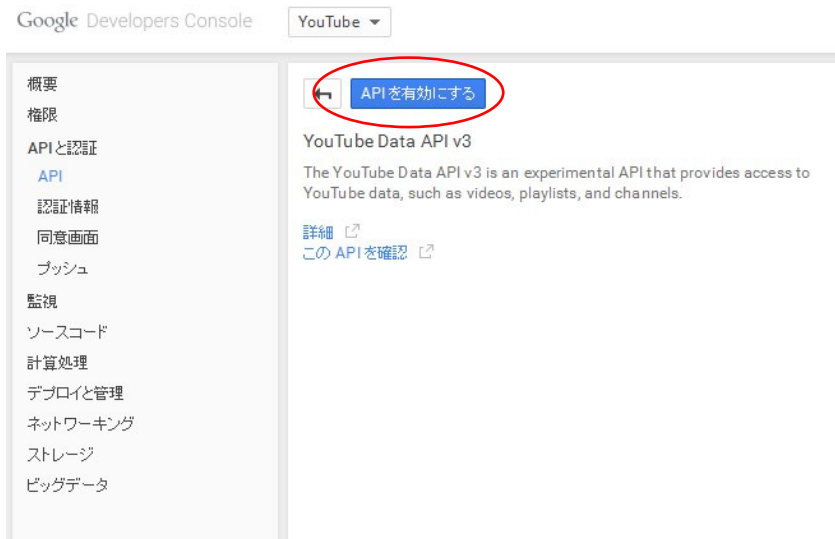 Google Developers Console
YouTube
概要
権限
APIと認証
API
認証情報
同意画面
プッシュ
監視
ソースコード
計算処理
デプロイと管理
ネットワーキング
ストレージ
ビッグデータ
APIを有効にする
YouTube Data API v3
The YouTube Data API v3 is an experimental API that provides access to
YouTube data, such as videos, playlists, and channels.
詳細
この APIを確認